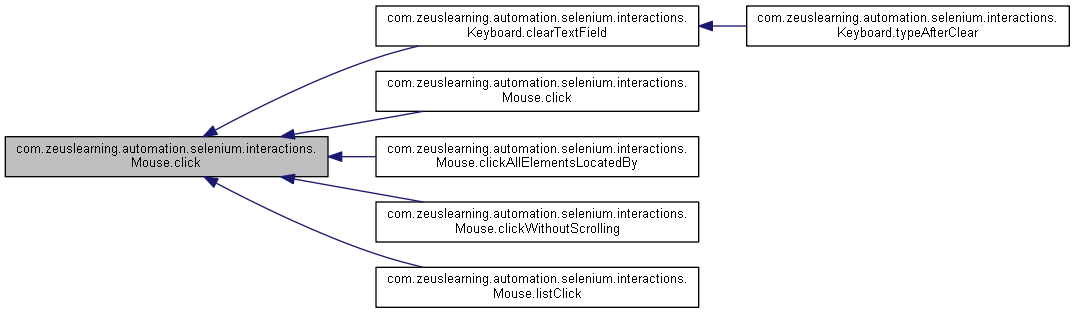 com.zeuslearning.automation.selenium.interactions.
Keyboard.clearTextField
com.zeuslearning.automation.selenium.interactions.
Keyboard.typeAfterClear
com.zeuslearning.automation.selenium.interactions.
Mouse.click
com.zeuslearning.automation.selenium.interactions.
Mouse.click
com.zeuslearning.automation.selenium.interactions.
Mouse.clickAllElementsLocatedBy
com.zeuslearning.automation.selenium.interactions.
Mouse.clickWithoutScrolling
com.zeuslearning.automation.selenium.interactions.
Mouse.listClick